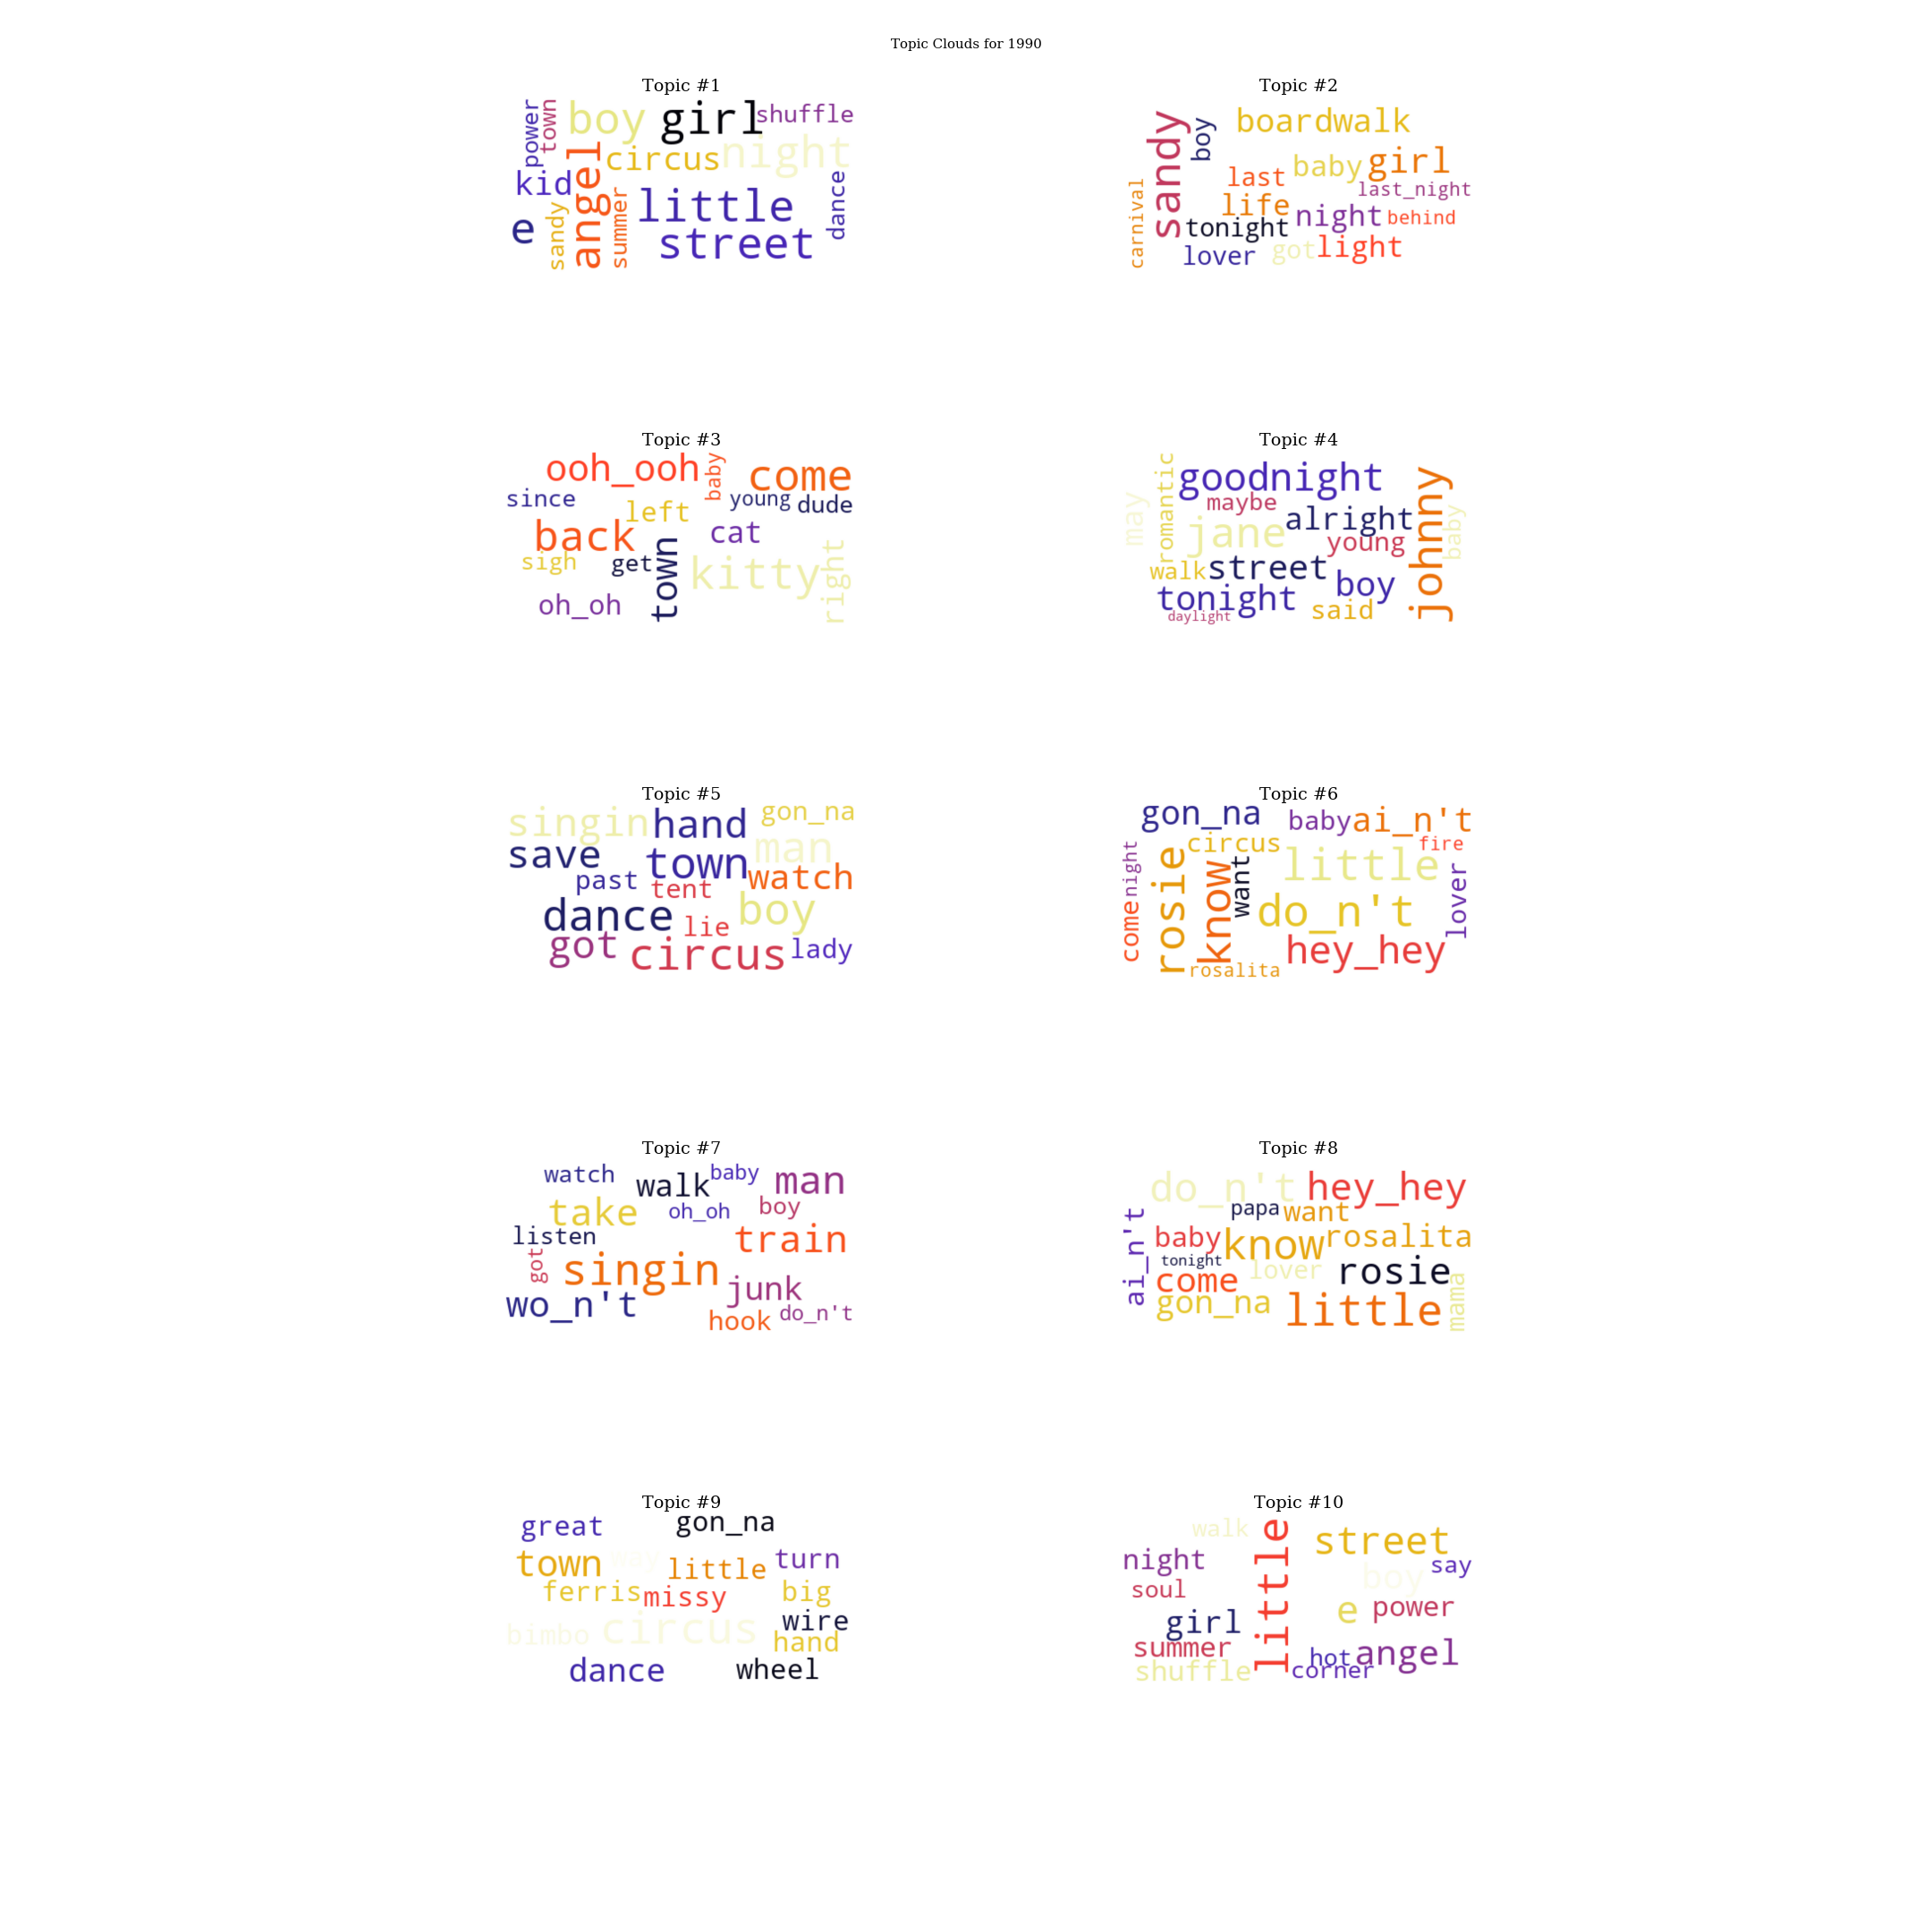 Topic Clouds for 1990
Topic #1
power
town
boy
girl
shuffle
circus
night
kid
angel
little
dance
e
sandy
summer
street
Topic #2
boardwalk
sandy
boy
baby
girl
last
last_night
carnival
life
night
behind
tonight
lover
got
light
Topic #3
ooh_ooh
baby
come
since
left
young
dude
back
cat
sigh
get
town
kitty
right
oh_oh
Topic #4
goodnight
romantic
may
maybe
jane
alright
johnny
baby
young
walk
street
boy
tonight
said
daylight
Topic #5
singin
hand
gon_na
save
town
man
past
tent
watch
dance
lie
boy
got
circus
lady
Topic #6
gon_na
baby
ai_n't
circus
fire
night
rosie
know
want
little
come
do_n't
lover
hey_hey
rosalita
Topic #7
watch
walk
baby
man
take
oh_oh
boy
listen
train
got
singin
junk
wo_n't
hook
do_n't
Topic #8
do_n't
hey_hey
papa
want
ai_n't
baby
know
rosalita
tonight
come
lover
rosie
gon_na
little
mama
Topic #9
great
gon_na
town
little
turn
ferris
missy
big
bimbo
circus
wire
hand
dance
wheel
Topic #10
walk
little
street
night
say
soul
boy
girl
e
power
summer
hot
angel
shuffle
corner